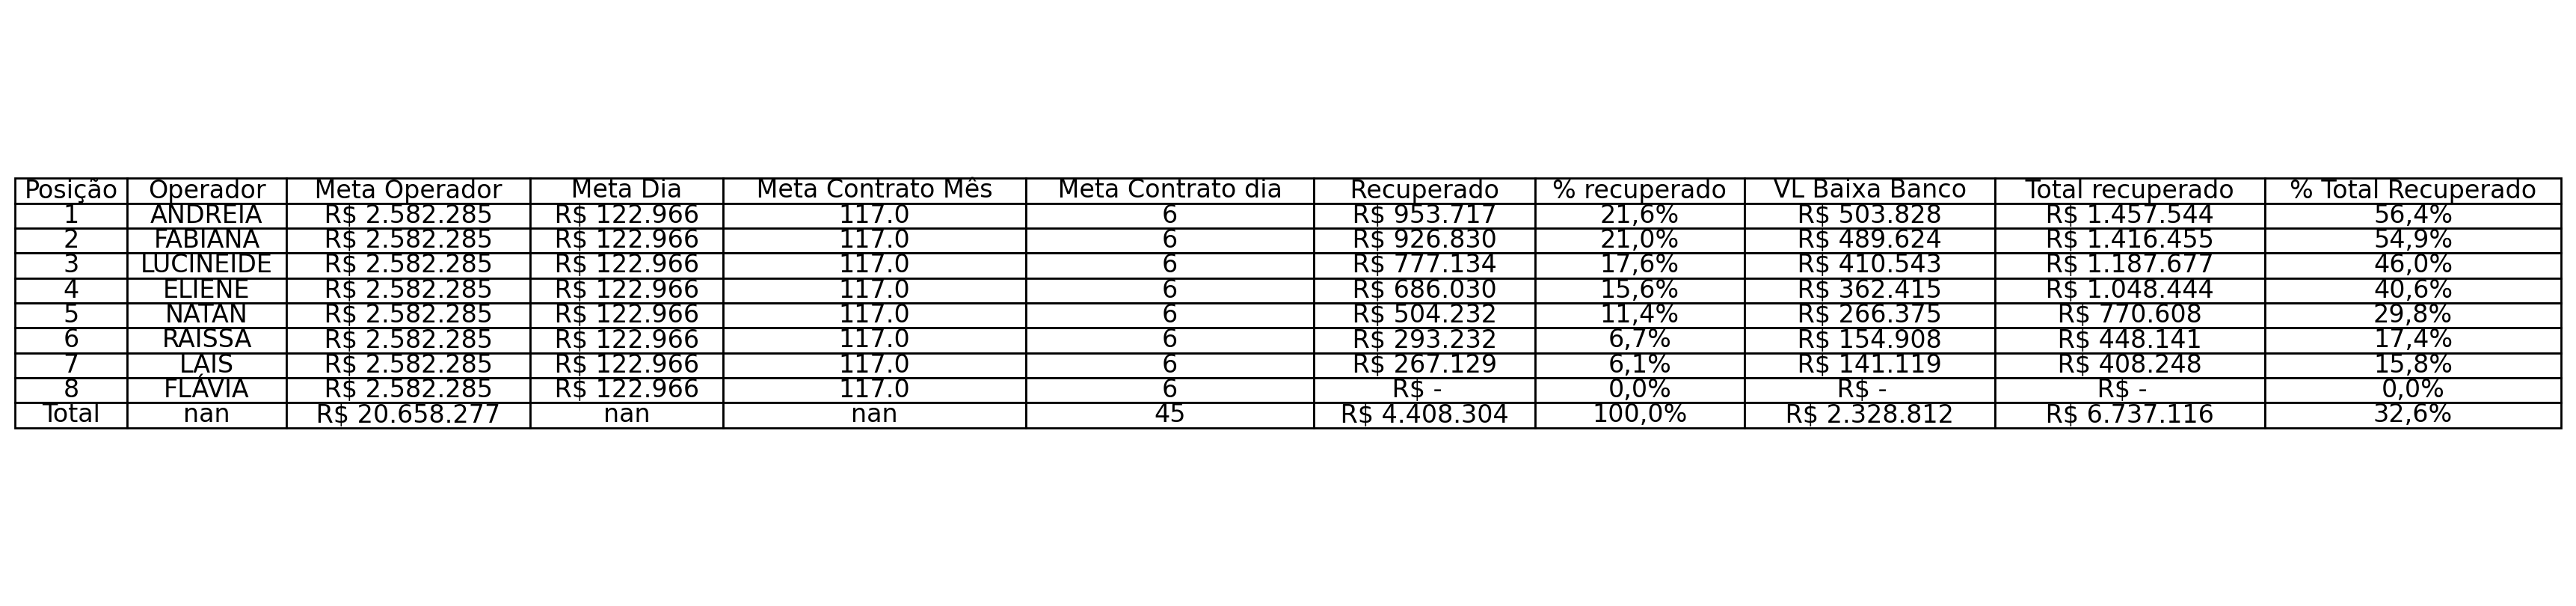 Posição Operador Meta Operador Meta Dia Meta Contrato Mês Meta Contrato dia Recuperado % recuperado VL Baixa Banco Total recuperado % Total Recuperado
1 ANDREIA R$ 2.582.285 R$ 122.966 117.0 6 R$ 953.717 21,6% R$ 503.828 R$ 1.457.544 56,4%
2 FABIANA R$ 2.582.285 R$ 122.966 117.0 6 R$ 926.830 21,0% R$ 489.624 R$ 1.416.455 54,9%
3 LUCINEIDE R$ 2.582.285 R$ 122.966 117.0 6 R$ 777.134 17,6% R$ 410.543 R$ 1.187.677 46,0%
4 ELIENE R$ 2.582.285 R$ 122.966 117.0 6 R$ 686.030 15,6% R$ 362.415 R$ 1.048.444 40,6%
5 NATAN R$ 2.582.285 R$ 122.966 117.0 6 R$ 504.232 11,4% R$ 266.375 R$ 770.608 29,8%
6 RAISSA R$ 2.582.285 R$ 122.966 117.0 6 R$ 293.232 6,7% R$ 154.908 R$ 448.141 17,4%
7 LAIS R$ 2.582.285 R$ 122.966 117.0 6 R$ 267.129 6,1% R$ 141.119 R$ 408.248 15,8%
8 FLÁVIA R$ 2.582.285 R$ 122.966 117.0 6 R$ - 0,0% R$ - R$ - 0,0%
Total nan R$ 20.658.277 nan nan 45 R$ 4.408.304 100,0% R$ 2.328.812 R$ 6.737.116 32,6%